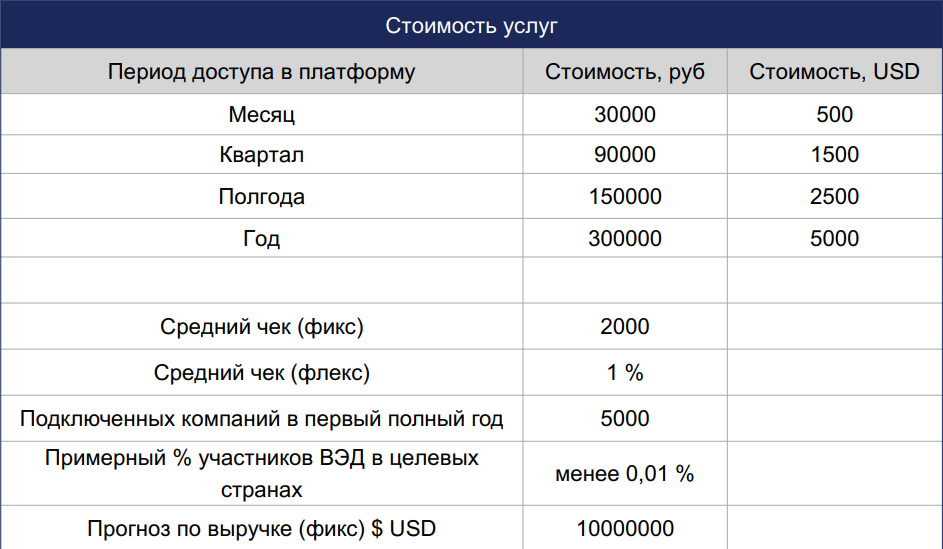 Стоимость услуг
Период доступа в платформу Стоимость, руб Стоимость, USD
Месяц 30000 500
Квартал 90000 1500
Полгода 150000 2500
Год 300000 5000
Средний чек (фикс) 2000
Средний чек (флекс) 1 %
Подключенных компаний в первый полный год 5000
Примерный % участников ВЭД в целевых
странах менее 0,01 %
Прогноз по выручке (фикс) $ USD 10000000